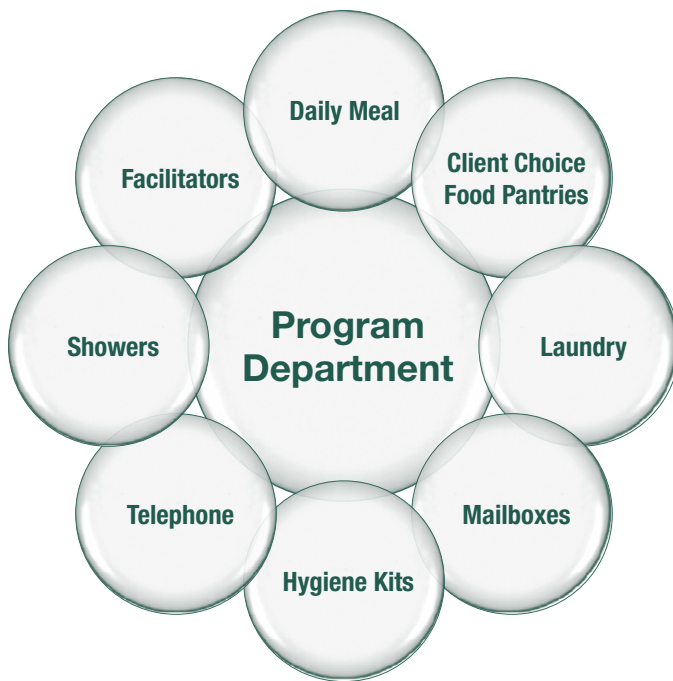 Daily Meal
Client Choice
Food Pantries
Facilitators
Program
Department
Showers
Laundry
Telephone
Mailboxes
Hygiene Kits